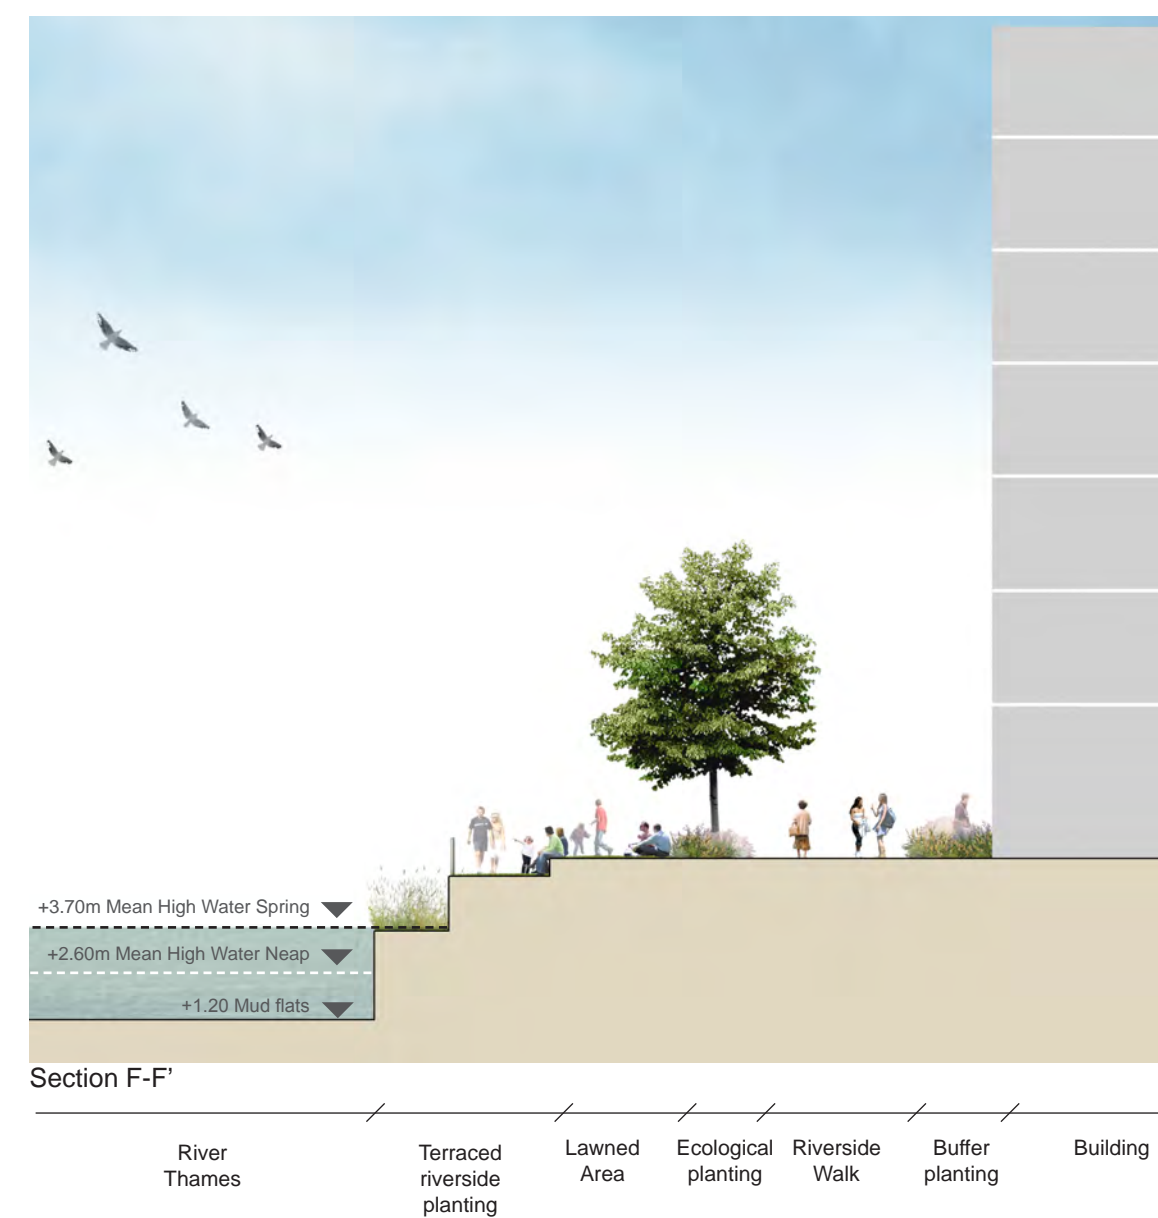 +3.70m Mean High Water Spring
+2.60m Mean High Water Neap
+1.20 Mud flats
Section F-F’
River
Thames
Terraced
riverside
planting
Lawned
Area
Ecological
planting
Riverside
Walk
Buffer
planting
Building